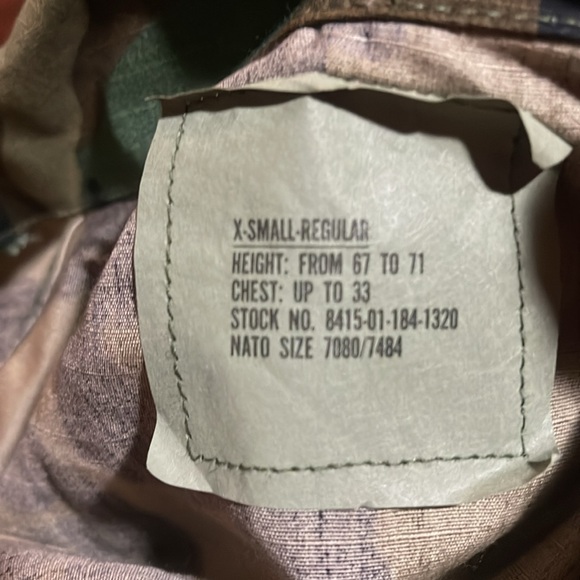 X-SMALL-REGULAR
HEIGHT: FROM 67 TO 71
CHEST: UP TO 33
STOCK NO. 8415-01-184-1320
NATO SIZE 7080/7484